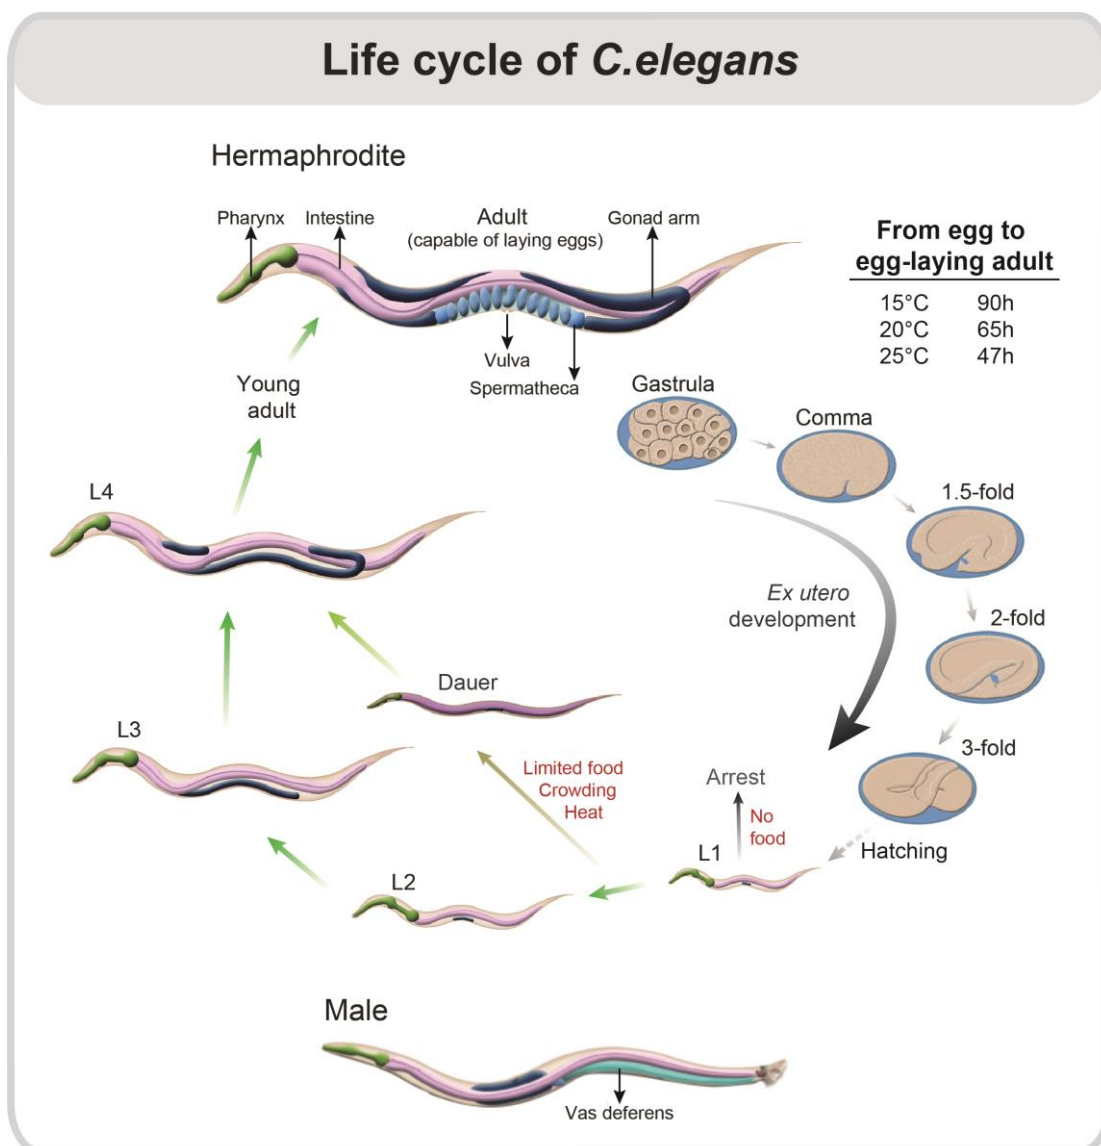 Life cycle of C.elegans
Hermaphrodite
Pharynx
Intestine
Adult
(capable of laying eggs)
Gonad arm
From egg to
egg-laying adult
15°C 90h
20°C 65h
25°C 47h
Vulva
Spermatheca
Young
adult
Gastrula
Comma
L4
1.5-fold
Ex utero
development
2-fold
Dauer
L3
3-fold
Limited food
Crowding
Heat
Arrest
No
food
Hatching
L1
L2
Male
Vas deferens